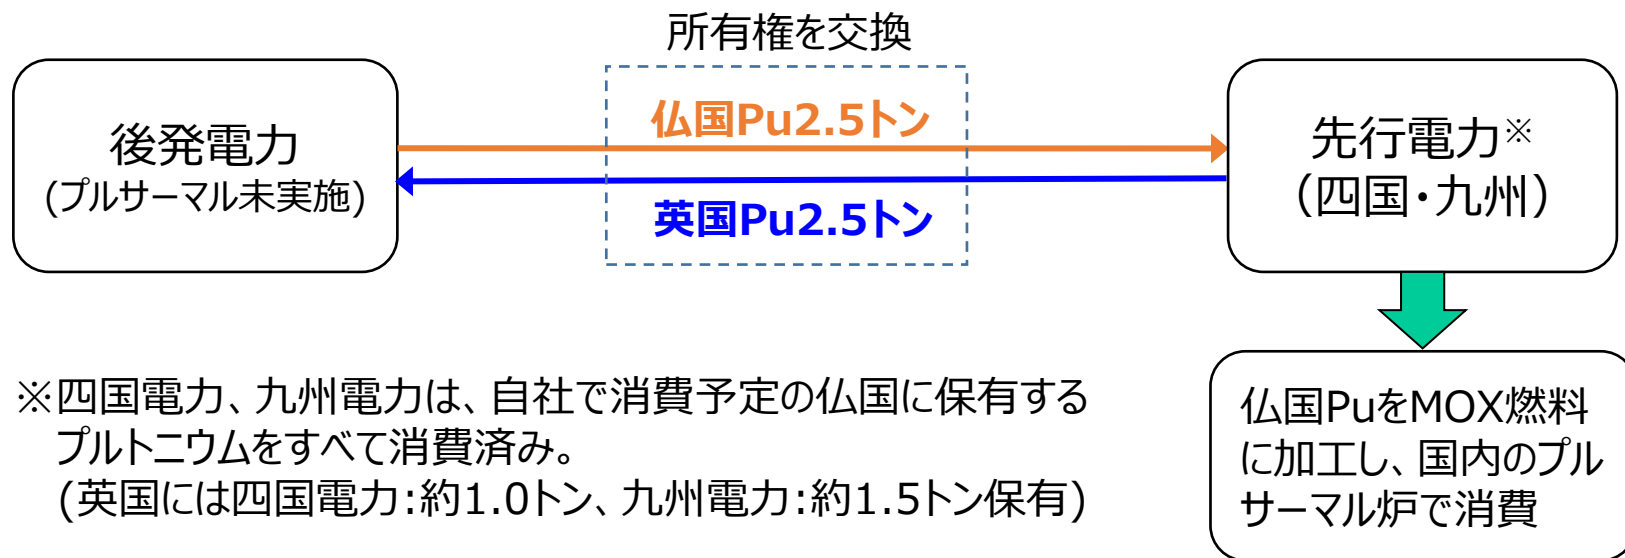 所有権を交換
後発電力
(プルサーマル未実施)
仏国Pu2.5トン
英国Pu2.5トン
先行電力※
(四国・九州)
※四国電力、九州電力は、自社で消費予定の仏国に保有する
プルトニウムをすべて消費済み。
(英国には四国電力:約1.0トン、九州電力:約1.5トン保有)
仏国PuをMOX燃料
に加工し、国内のプル
サーマル炉で消費